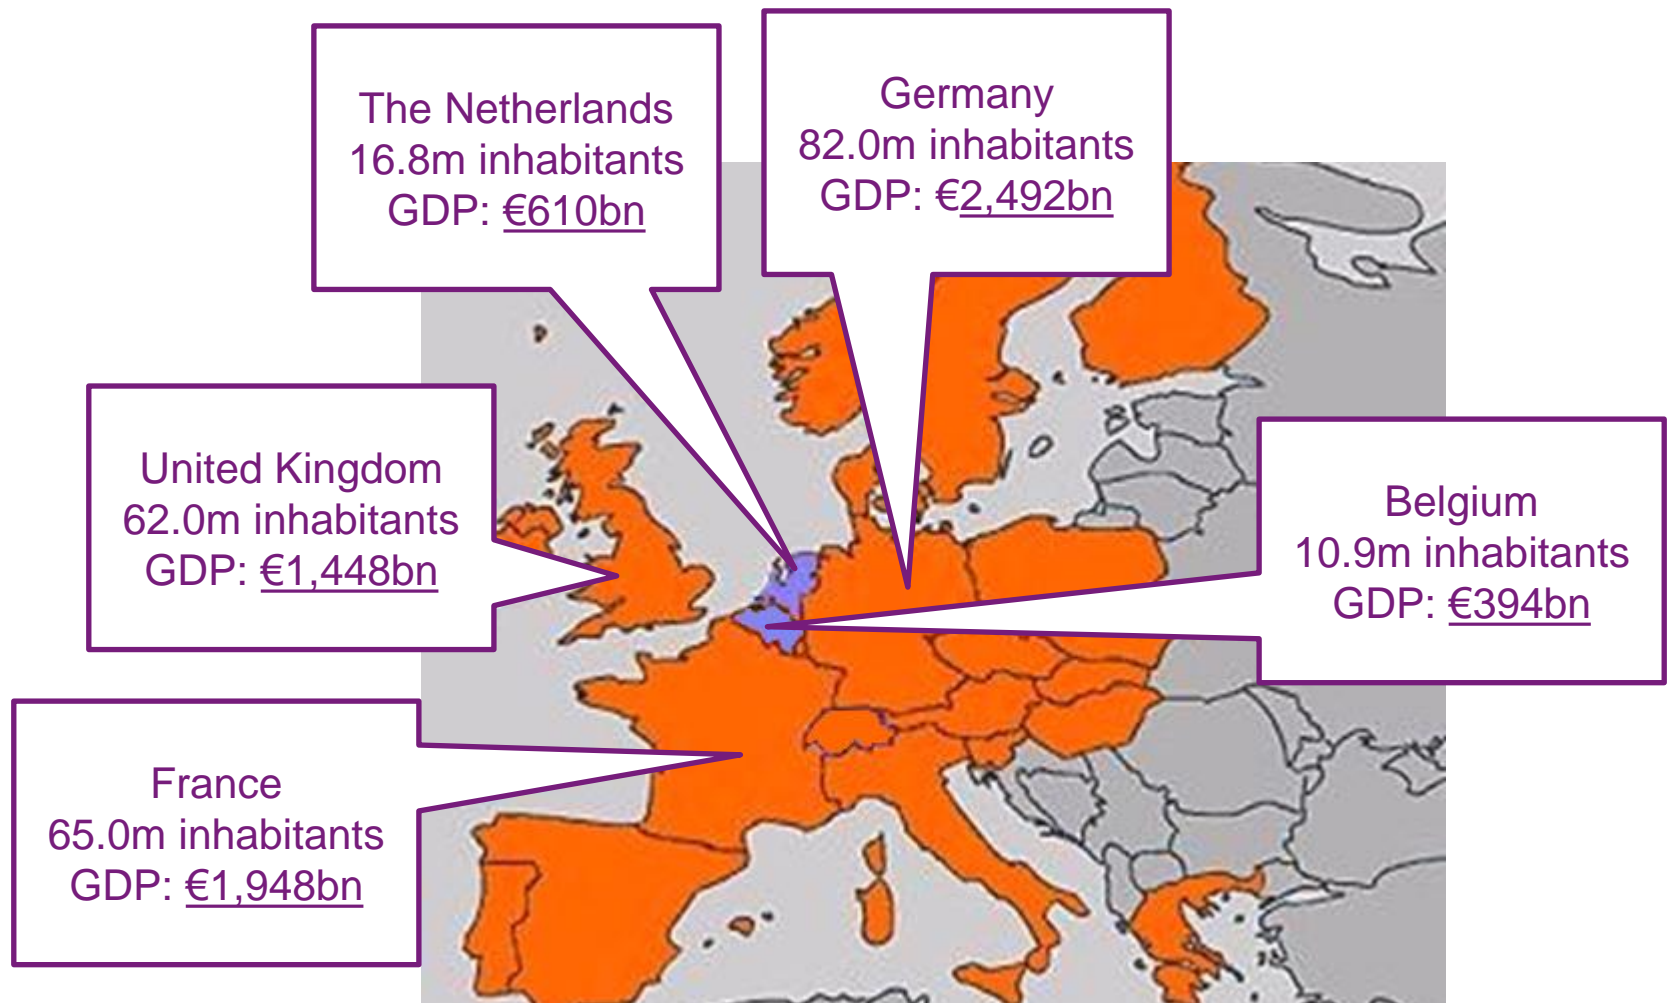 The Netherlands
16.8m inhabitants
GDP: €610bn
Germany
82.0m inhabitants
GDP: €2,492bn
United Kingdom
62.0m inhabitants
GDP: €1,448bn
Belgium
10.9m inhabitants
GDP: €394bn
France
65.0m inhabitants
GDP: €1,948bn